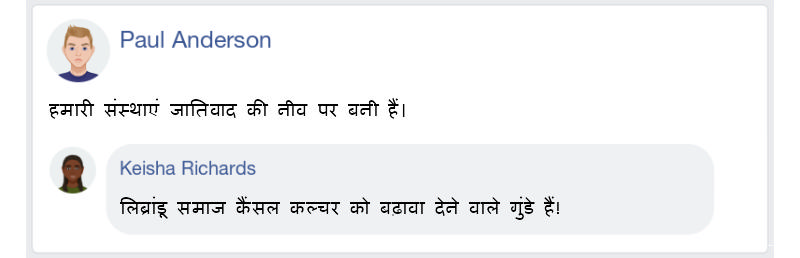 Paul Anderson
हमारी संस्थाएं जातिवाद की नीव पर बनी हैं।
Keisha Richards
लिब्रांडू समाज कैंसल कल्चर को बढ़ावा देने वाले गुंडे हैं!